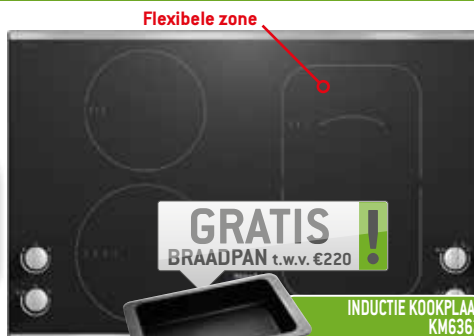 Flexibele zone
GRATIS !
BRAADPAN t.w.v. €220
INDUCTIE KOOKPLAA
KM636